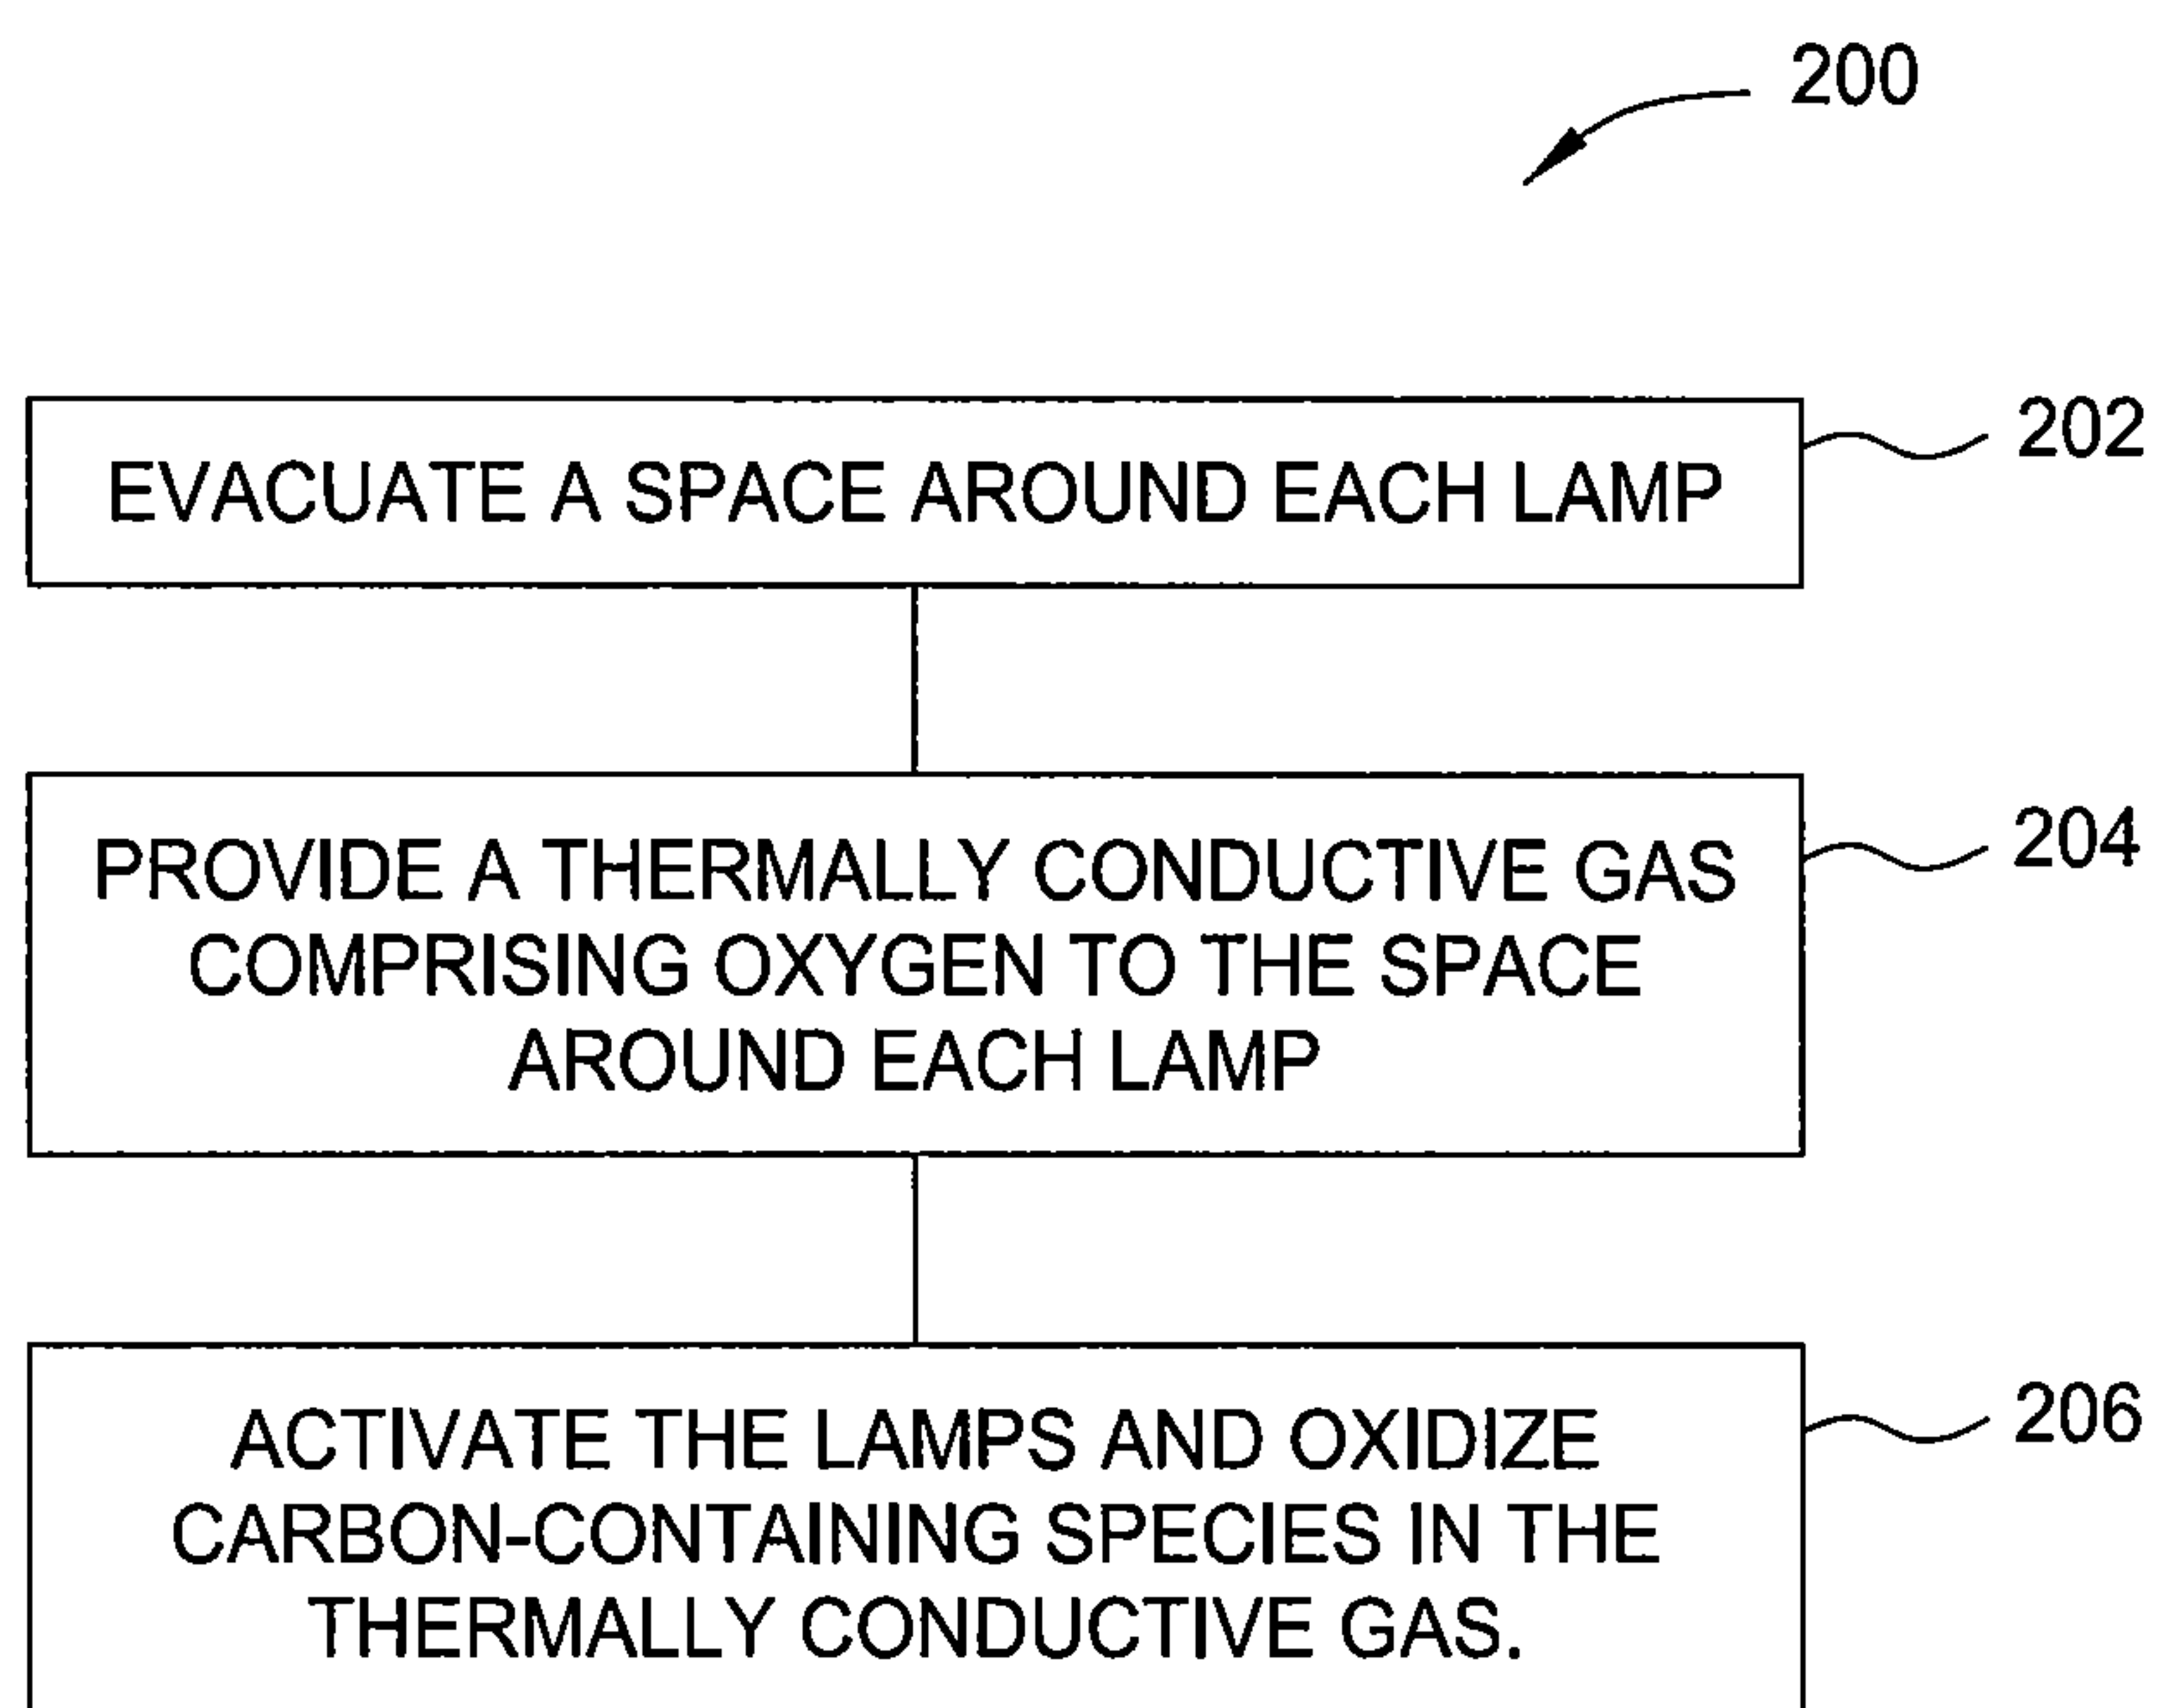 200
EVACUATE A SPACE AROUND EACH LAMP
202
PROVIDE A THERMALLY CONDUCTIVE GAS
COMPRISING OXYGEN TO THE SPACE
AROUND EACH LAMP
204
ACTIVATE THE LAMPS AND OXIDIZE
CARBON-CONTAINING SPECIES IN THE
THERMALLY CONDUCTIVE GAS.
206